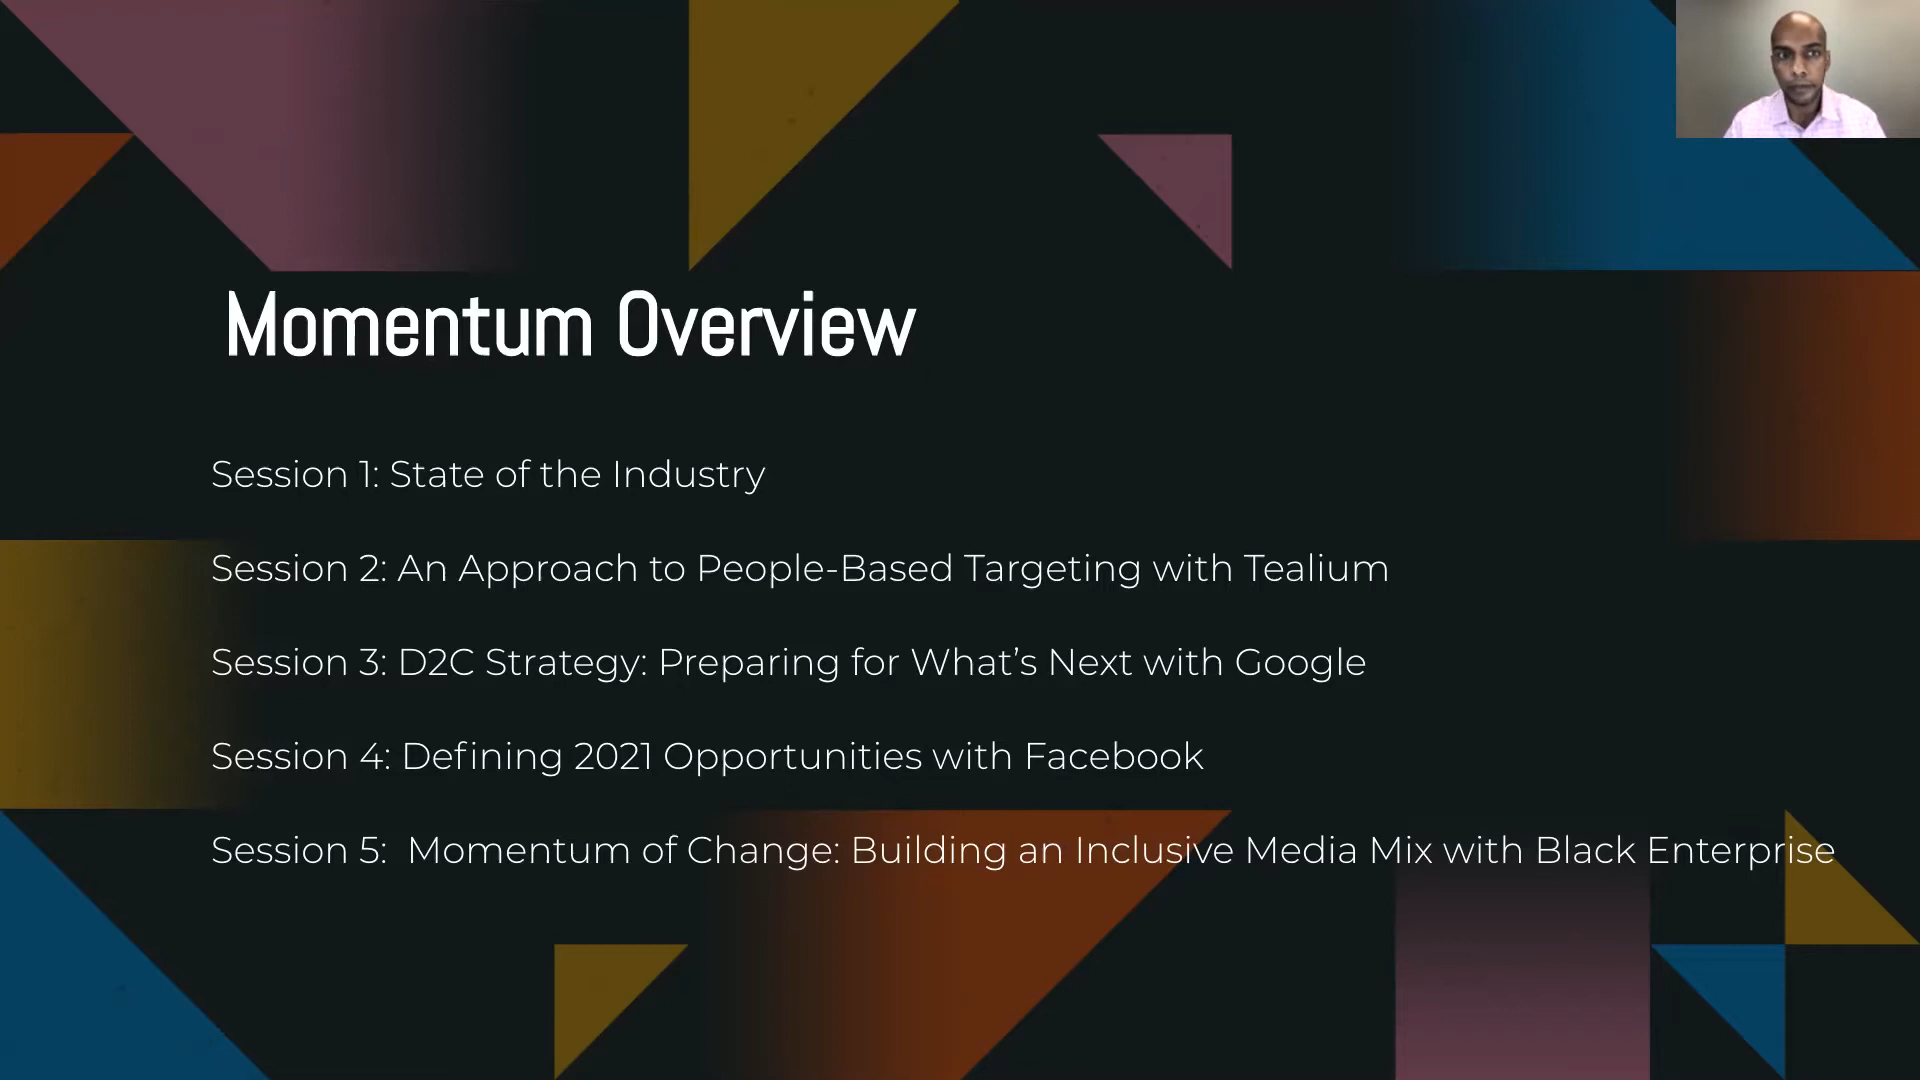 Momentum Overview
Session 1: State of the Industry
Session 2: An Approach to People-Based Targeting with Tealium
Session 3: D2C Strategy: Preparing for What’s Next with Google
Session 4: Defining 2021 Opportunities with Facebook
Session 5:  Momentum of Change: Building an Inclusive Media Mix with Black Enterprise